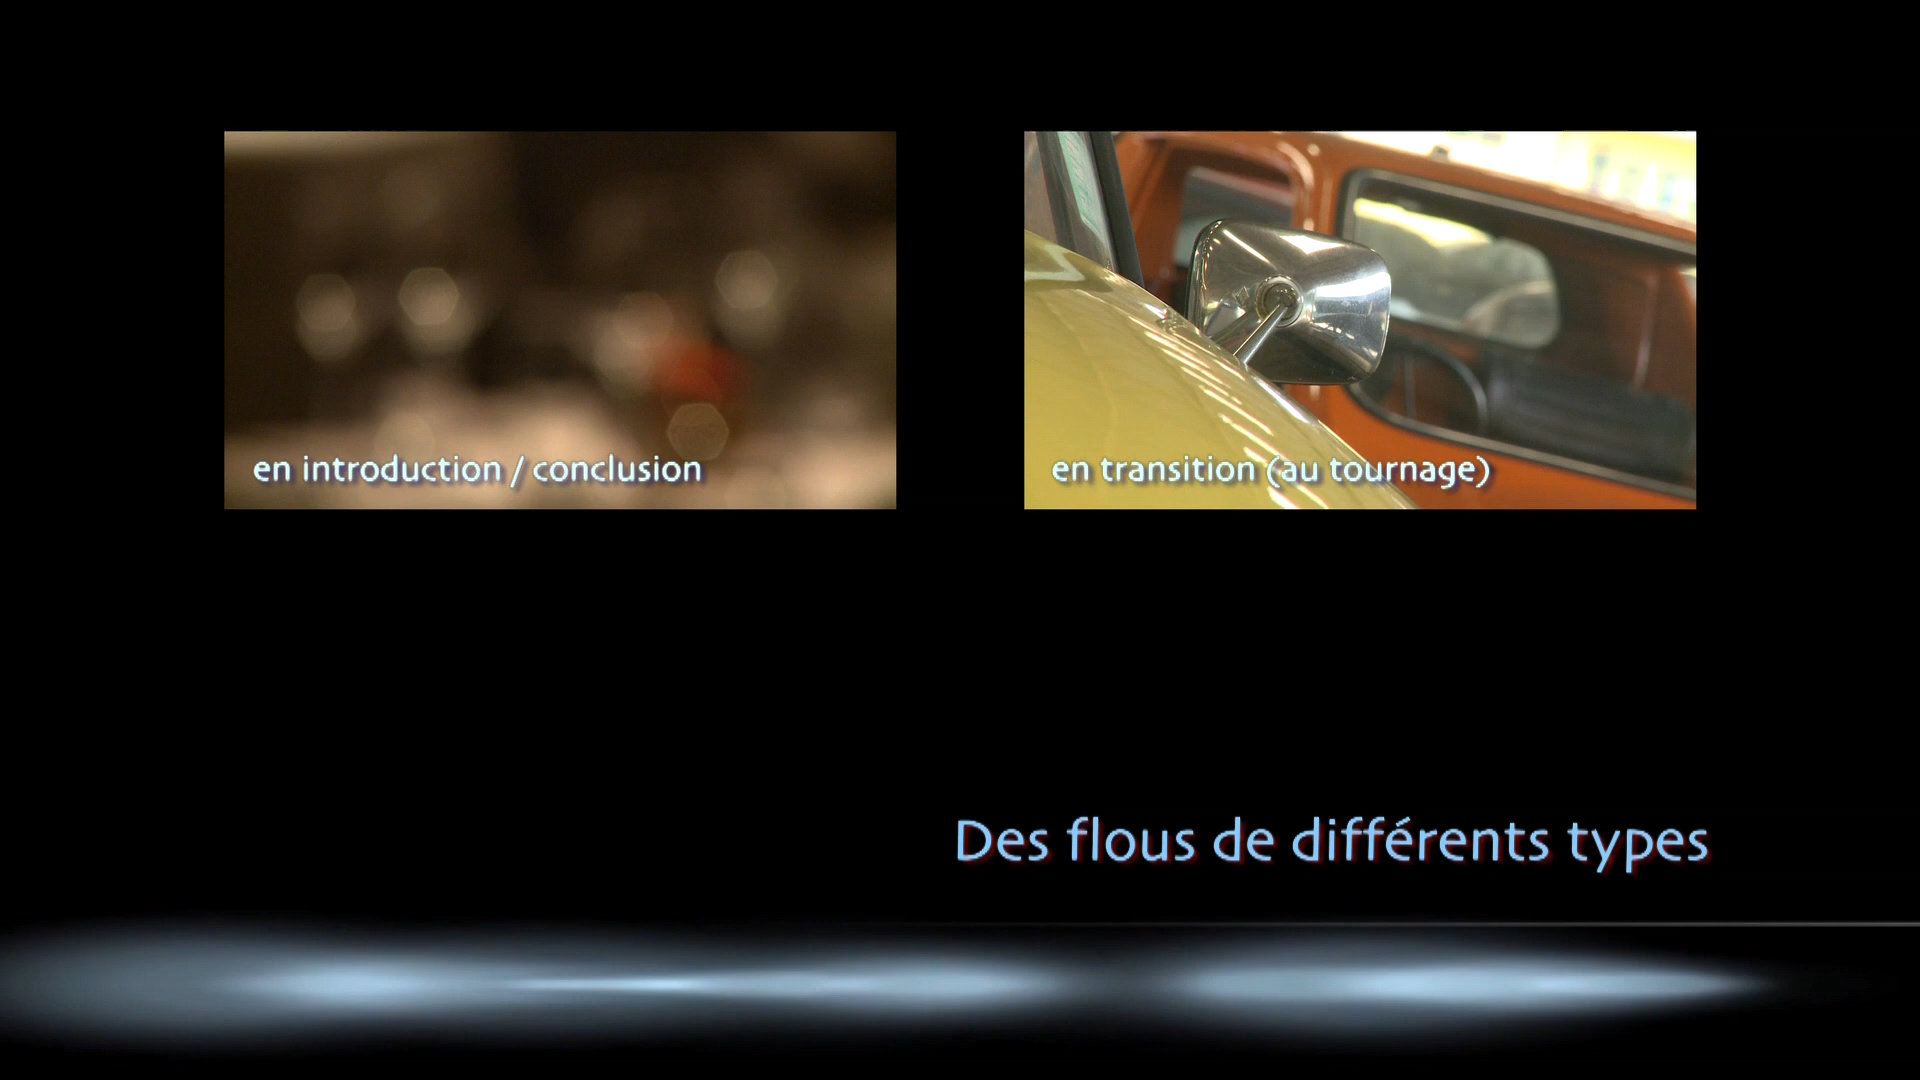 en introduction / conclusion
en transition (au tournage)
Des flous de différents types